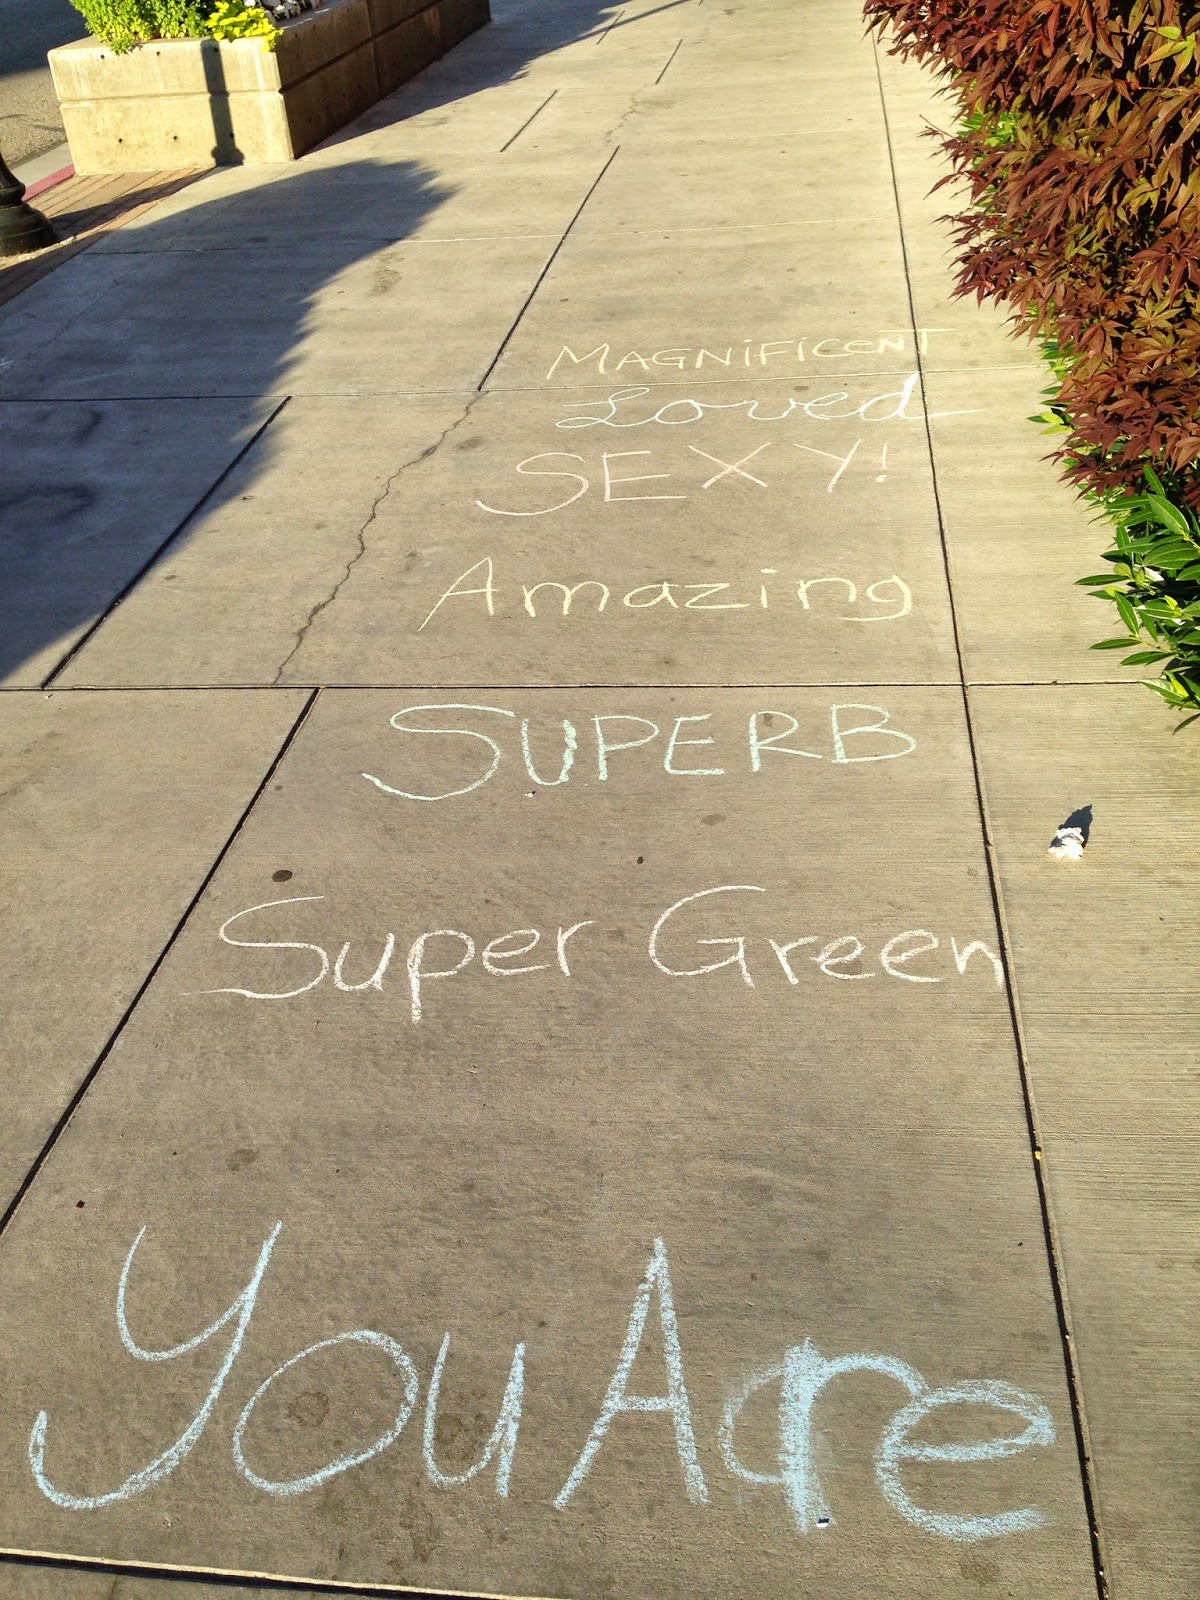 MAGNiFiCeNT
Loved
SEXY!
Amazing
SUPERB
Super Green
You Are